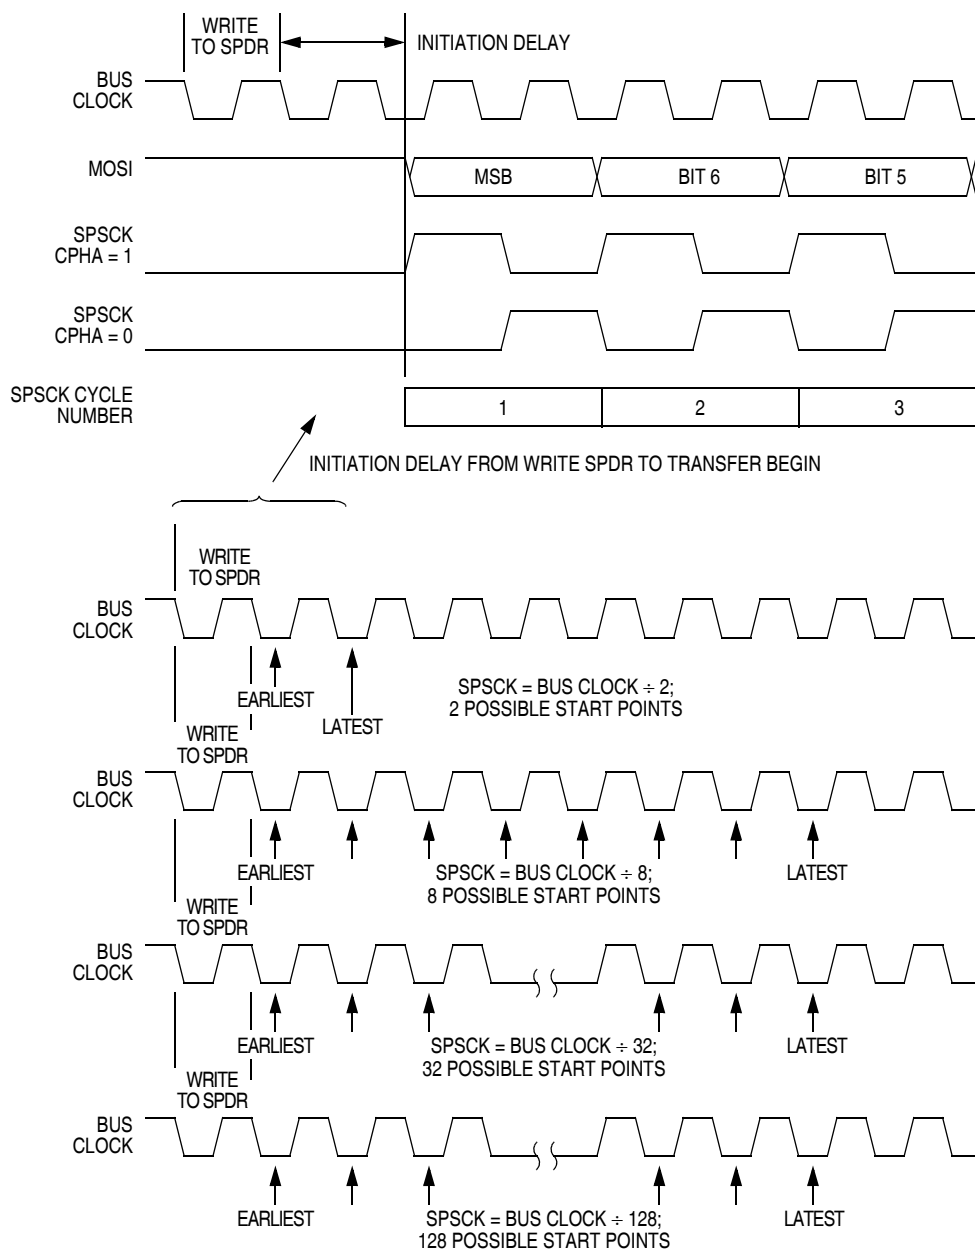 WRITE
TO SPDR
INITIATION DELAY
BUS
CLOCK
MOSI
MSB
BIT 6
BIT 5
SPSCK
CPHA = 1
SPSCK
CPHA = 0
SPSCK CYCLE
NUMBER
1
2
3
INITIATION DELAY FROM WRITE SPDR TO TRANSFER BEGIN
WRITE
TO SPDR
BUS
CLOCK
EARLIEST
LATEST
SPSCK = BUS CLOCK ÷ 2;
2 POSSIBLE START POINTS
WRITE
TO SPDR
BUS
CLOCK
EARLIEST
SPSCK = BUS CLOCK ÷ 8;
8 POSSIBLE START POINTS
LATEST
WRITE
TO SPDR
BUS
CLOCK
EARLIEST
SPSCK = BUS CLOCK ÷ 32;
32 POSSIBLE START POINTS
LATEST
WRITE
TO SPDR
BUS
CLOCK
EARLIEST
SPSCK = BUS CLOCK ÷ 128;
128 POSSIBLE START POINTS
LATEST